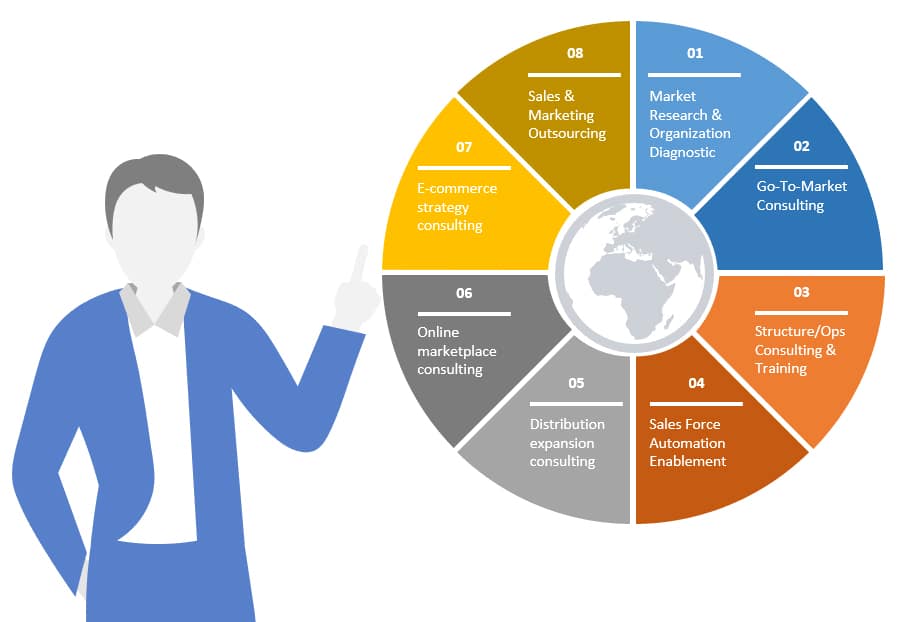 01
Market
Research &
Organization
Diagnostic
02
Go-To-Market
Consulting
03
Structure/Ops
Consulting &
Training
04
Sales Force
Automation
Enablement
05
Distribution
expansion
consulting
06
Online
marketplace
consulting
07
E-commerce
strategy
consulting
08
Sales &
Marketing
Outsourcing